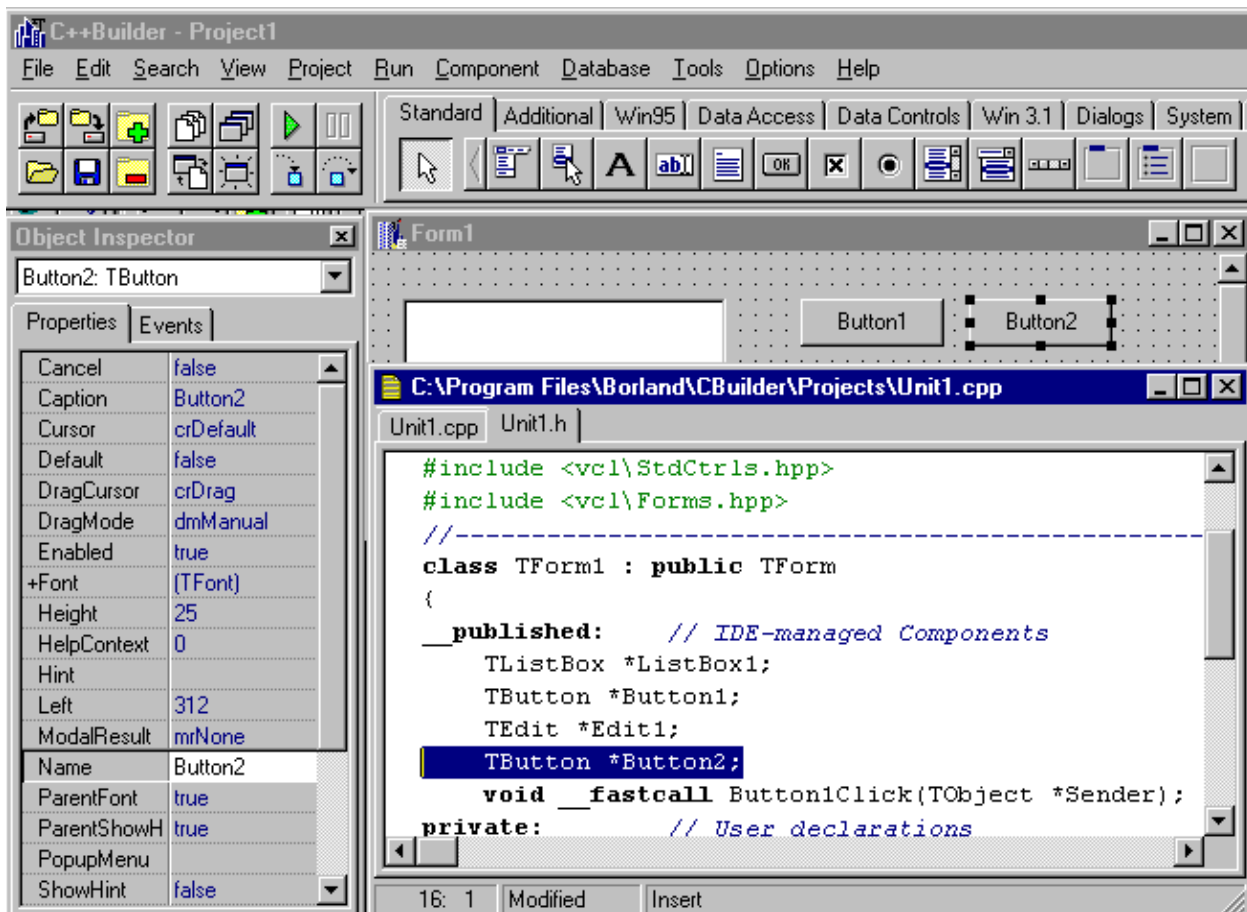 C++Builder - Project1
File Edit Search View Project Run Component Database Tools Options Help
Standard Additional Win95 Data Access Data Controls Win 3.1 Dialogs System
A ab OK
Object Inspector
Button2: TButton
Properties Events
Cancel false
Caption Button2
Cursor crDefault
Default false
DragCursor crDrag
DragMode dmManual
Enabled true
+Font (TFont)
Height 25
HelpContext 0
Hint
Left 312
ModalResult mrNone
Name Button2
ParentFont true
ParentShowH true
PopupMenu
ShowHint false
Form1
Button1 Button2
C:\Program Files\Borland\CBuilder\Projects\Unit1.cpp
Unit1.cpp Unit1.h
#include <vcl\StdCtrls.hpp>
#include <vcl\Forms.hpp>
//--------------------------------------------------
class TForm1 : public TForm
{
__published: // IDE-managed Components
TListBox *ListBox1;
TButton *Button1;
TEdit *Edit1;
TButton *Button2;
void __fastcall Button1Click(TObject *Sender);
private: // User declarations
16: 1 Modified Insert